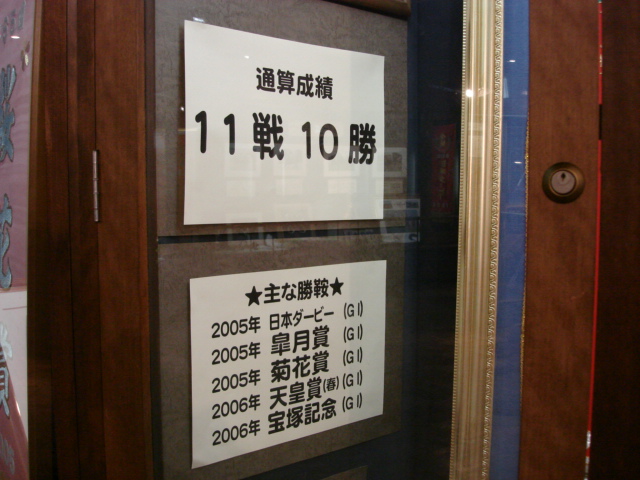 通算成績
11戦 10勝
★主な勝鞍★
2005年 日本ダービー (GI)
2005年 皐月賞 (GI)
2005年 菊花賞 (GI)
2006年 天皇賞(春) (GI)
2006年 宝塚記念 (GI)